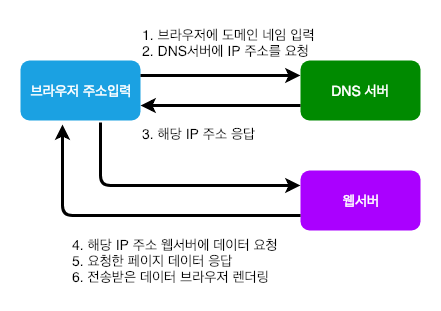 1. 브라우저에 도메인 네임 입력
2. DNS서버에 IP 주소를 요청
브라우저 주소입력
DNS 서버
3. 해당 IP 주소 응답
웹서버
4. 해당 IP 주소 웹서버에 데이터 요청
5. 요청한 페이지 데이터 응답
6. 전송받은 데이터 브라우저 렌더링